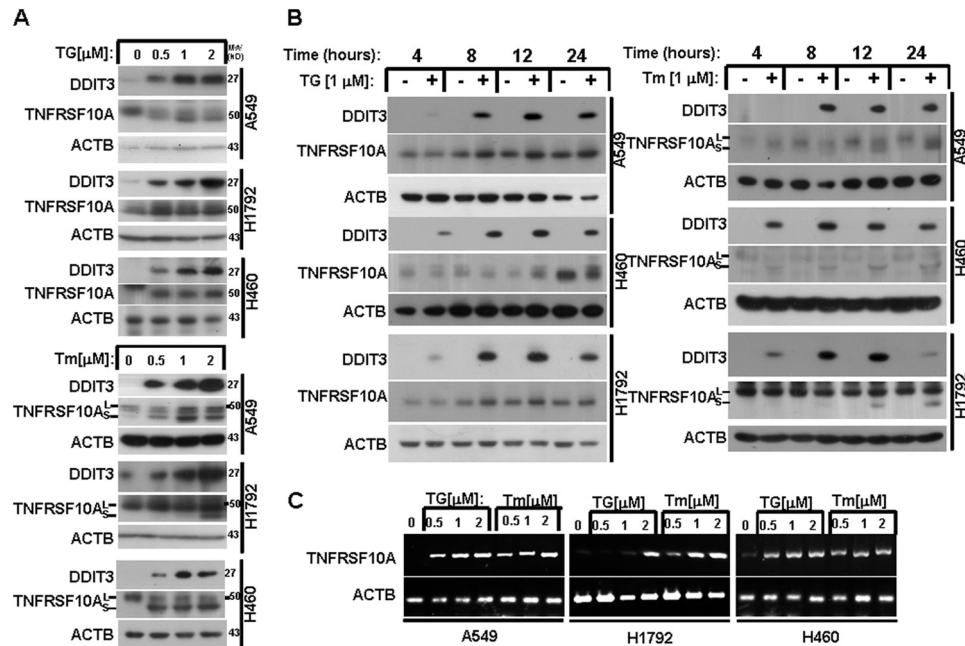 A
TG[µM]: 0 0.5 1 2 MW (kD)
DDIT3 27
TNFRSF10A 50 A549
ACTB 43
DDIT3 27
TNFRSF10A 50 H1792
ACTB 43
DDIT3 27
TNFRSF10A 50 H460
ACTB 43
Tm[µM]: 0 0.5 1 2
DDIT3 27
TNFRSF10A L S 50 A549
ACTB 43
DDIT3 27
TNFRSF10A L S 50 H1792
ACTB 43
DDIT3 27
TNFRSF10A L S 50 H460
ACTB 43
B
Time (hours): 4 8 12 24
TG [1 µM]: - + - + - + - +
DDIT3
TNFRSF10A A549
ACTB
DDIT3
TNFRSF10A H460
ACTB
DDIT3
TNFRSF10A H1792
ACTB
Time (hours): 4 8 12 24
Tm [1 µM]: - + - + - + - +
DDIT3
TNFRSF10A L S A549
ACTB
DDIT3
TNFRSF10A L S H460
ACTB
DDIT3
TNFRSF10A L S H1792
ACTB
C
TG[µM]: Tm[µM] TG[µM] Tm[µM] TG[µM] Tm[µM]
0 0.5 1 2 0.5 1 2 0 0.5 1 2 0.5 1 2 0 0.5 1 2 0.5 1 2
TNFRSF10A
ACTB
A549 H1792 H460